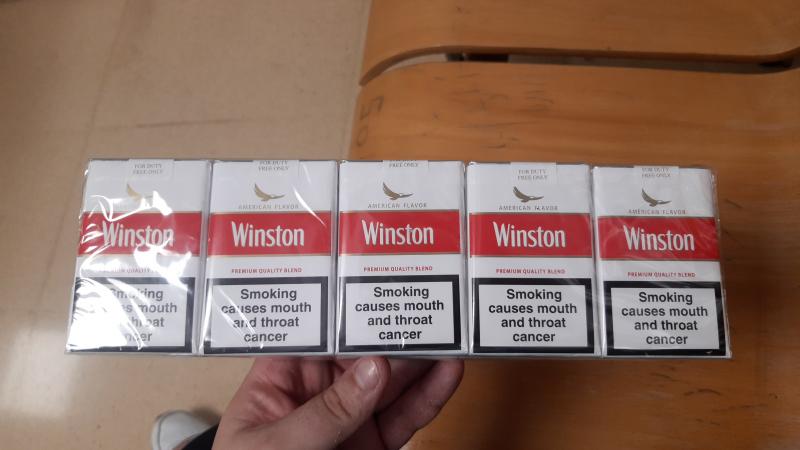 FOR DUTY
FREE ONLY
Winston
PREMIUM QUALITY BLEND
Smoking
causes mouth
and throat
cancer
FOR DUTY
FREE ONLY
AMERICAN FLAVOR
Winston
PREMIUM QUALITY BLEND
Smoking
causes mouth
and throat
cancer
FREE ONLY
AMERICAN FLAVOR
Winston
PREMIUM QUALITY BLEND
Smoking
causes mouth
and throat
cancer
FOR DUTY
FREE ONLY
AMERICAN FLAVOR
Winston
PREMIUM QUALITY BLEND
Smoking
causes mouth
and throat
cancer
FOR DUTY
FREE ONLY
AMERICAN FLAVOR
Winston
PREMIUM QUALITY BLEND
Smoking
causes mouth
and throat
cancer